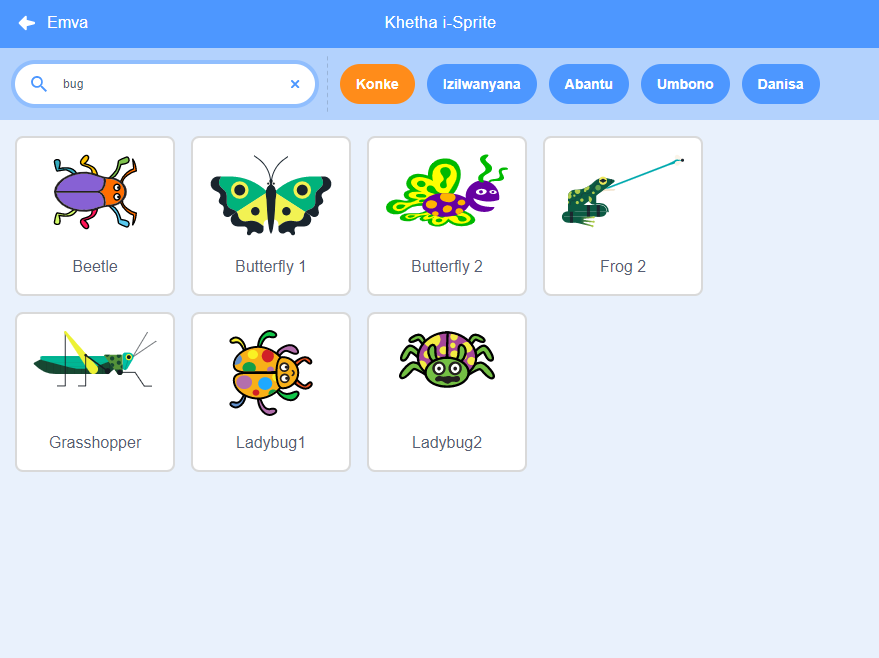 Emva
Khetha i-Sprite
bug
Konke
Izilwanyana
Abantu
Umbono
Danisa
Beetle
Butterfly 1
Butterfly 2
Frog 2
Grasshopper
Ladybug1
Ladybug2